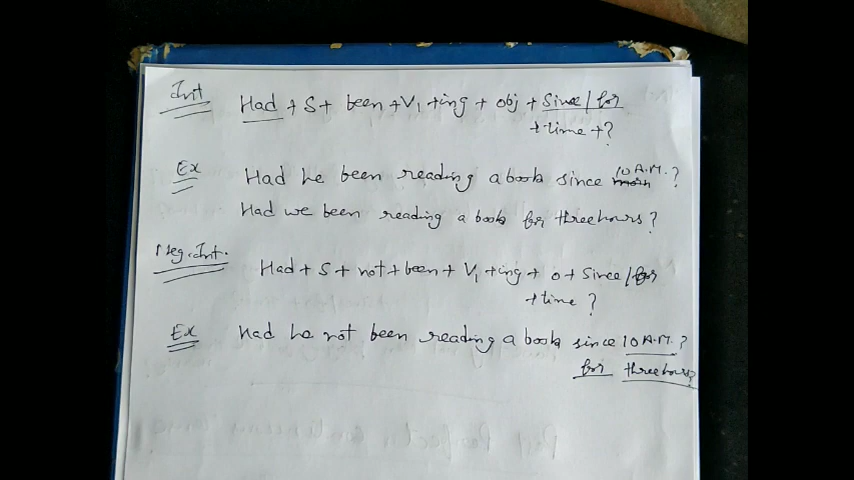 Int Had + S + been + V1 + ing + obj + Since / for
+ time + ?
Ex Had he been reading a book since 10 A.M. ?
Had we been reading a book for three hours ?
Neg. Int. Had + S + not + been + V1 + ing + o + Since / for
+ time ?
Ex Had he not been reading a book since 10 A.M. ?
for three hours?